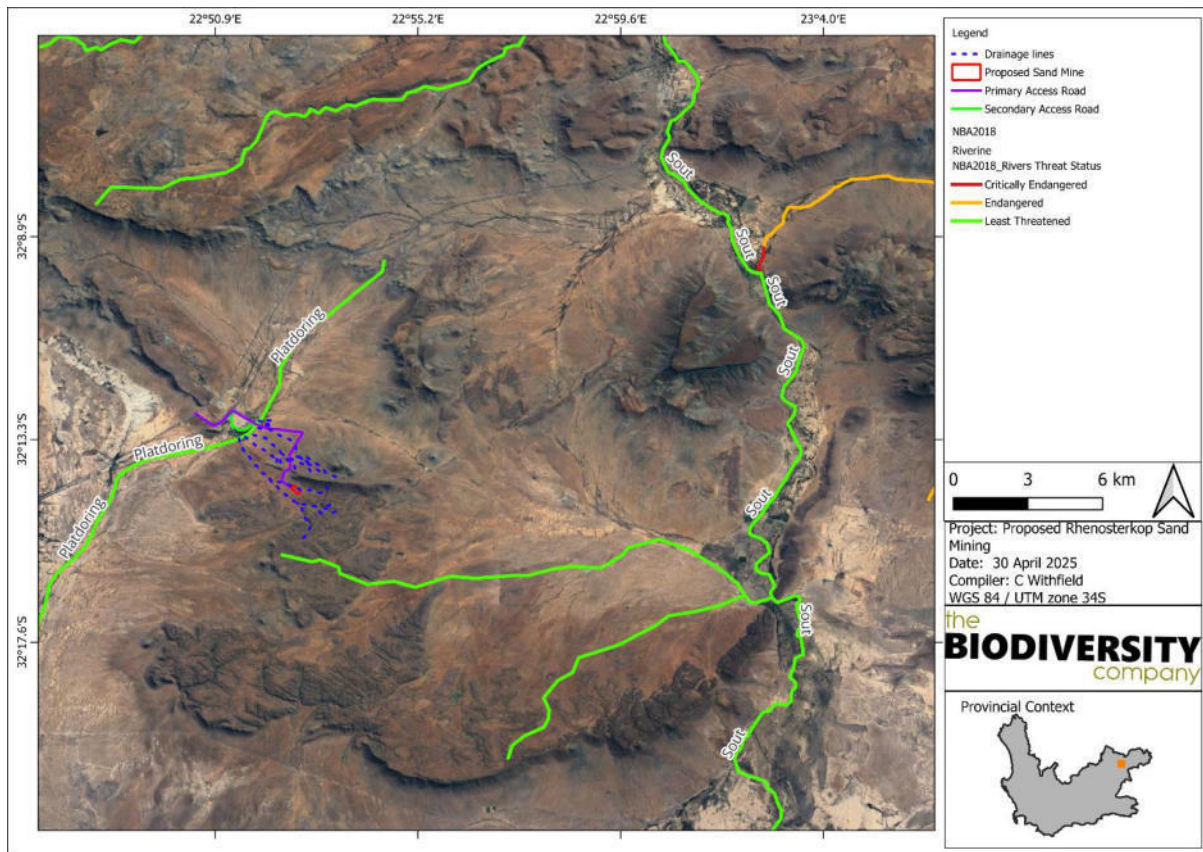 22°50.9'E
22°55.2'E
22°59.6'E
23°4.0'E
32°8.9'S
32°13.3'S
32°17.6'S
Sout
Sout
Sout
Sout
Sout
Sout
Sout
Platdoring
Platdoring
Platdoring
Legend
Drainage lines
Proposed Sand Mine
Primary Access Road
Secondary Access Road
NBA2018
Riverine
NBA2018_Rivers Threat Status
Critically Endangered
Endangered
Least Threatened
0 3 6 km
Project: Proposed Rhenosterkop Sand
Mining
Date: 30 April 2025
Compiler: C Withfield
WGS 84 / UTM zone 34S
the
BIODIVERSITY
company
Provincial Context